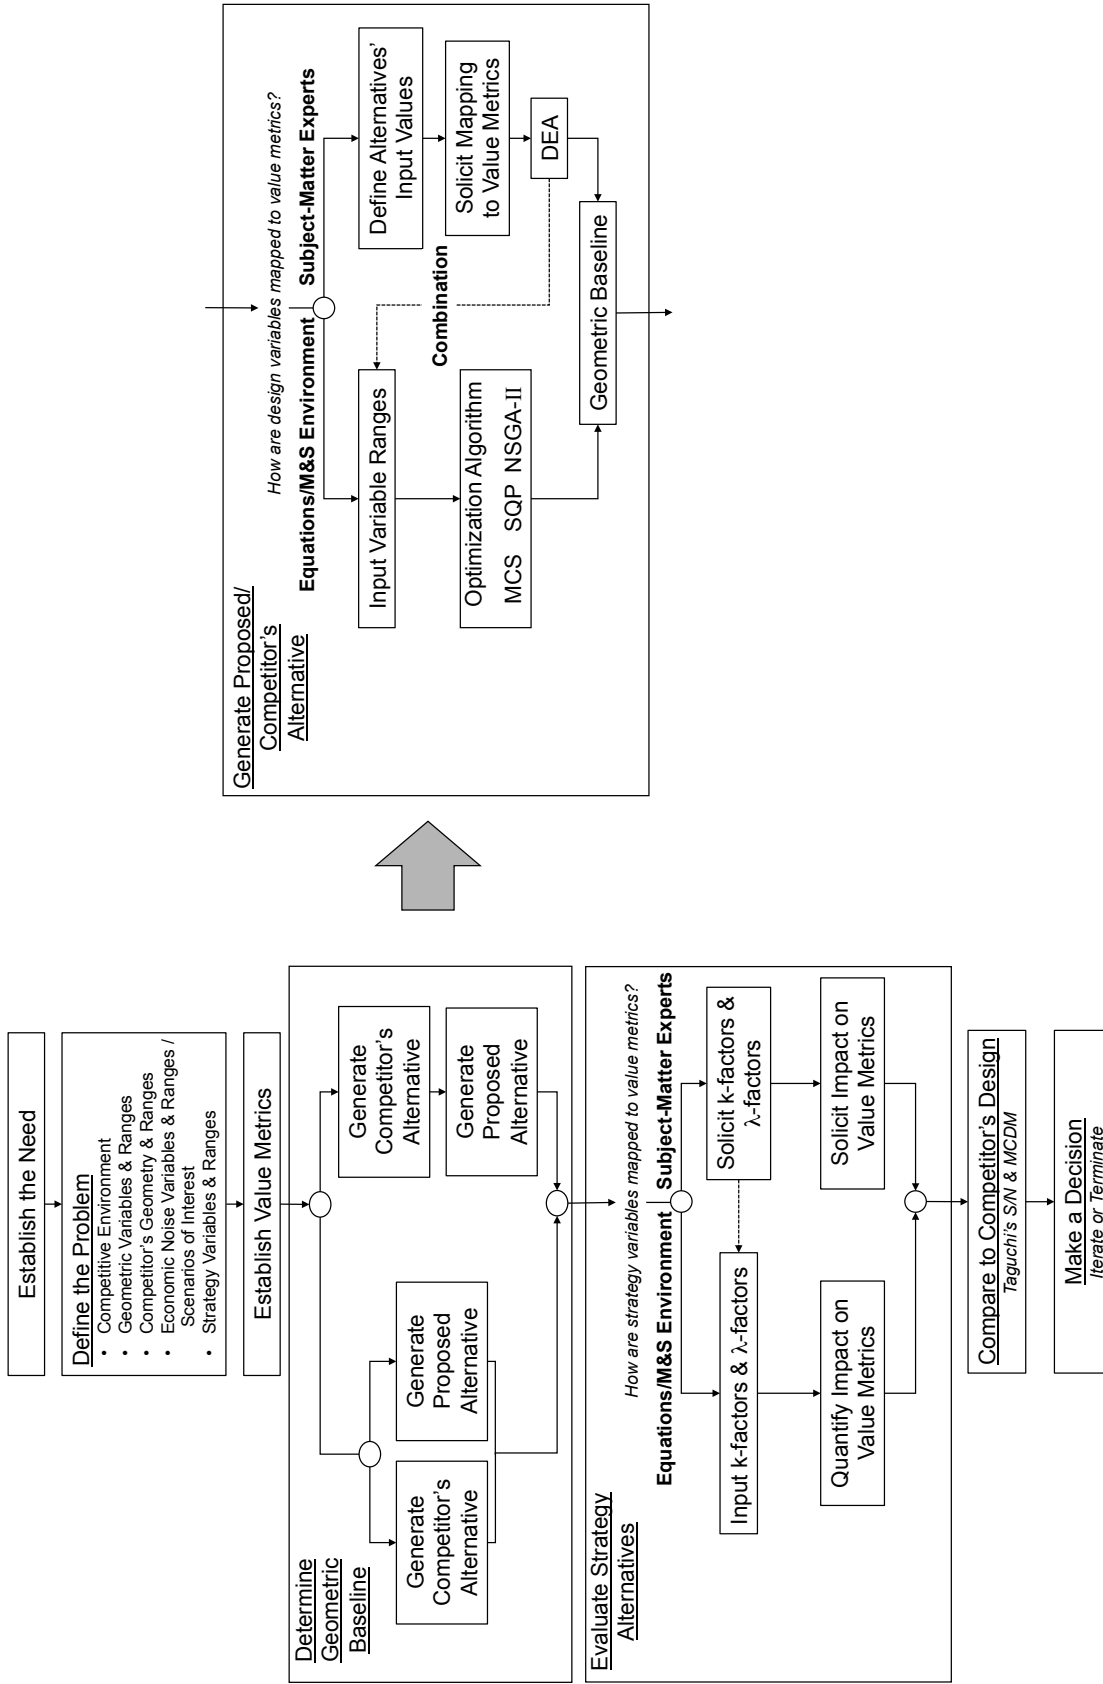 Establish the Need
Define the Problem
• Competitive Environment
• Geometric Variables & Ranges
• Competitor's Geometry & Ranges
• Economic Noise Variables & Ranges /
Scenarios of Interest
• Strategy Variables & Ranges
Establish Value Metrics
Determine
Geometric
Baseline
Generate
Competitor's
Alternative
Generate
Proposed
Alternative
Generate
Competitor's
Alternative
Generate
Proposed
Alternative
Evaluate Strategy
Alternatives
How are strategy variables mapped to value metrics?
Equations/M&S Environment
Subject-Matter Experts
Input k-factors & λ-factors
Solicit k-factors &
λ-factors
Quantify Impact on
Value Metrics
Solicit Impact on
Value Metrics
Compare to Competitor's Design
Taguchi's S/N & MCDM
Make a Decision
Iterate or Terminate
Generate Proposed/
Competitor's
Alternative
How are design variables mapped to value metrics?
Equations/M&S Environment
Subject-Matter Experts
Input Variable Ranges
Define Alternatives'
Input Values
Combination
Solicit Mapping
to Value Metrics
Optimization Algorithm
MCS SQP NSGA-II
DEA
Geometric Baseline